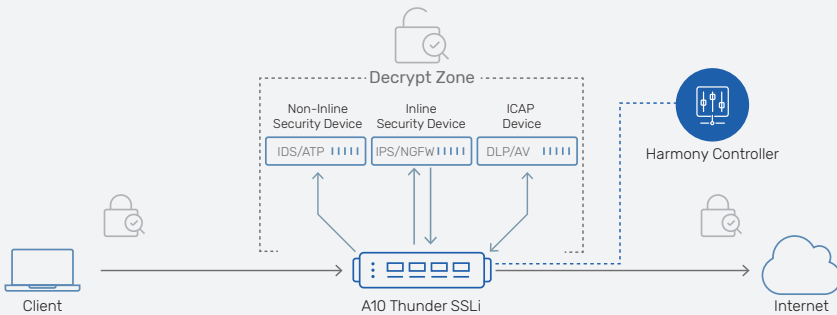 Decrypt Zone
Non-Inline
Security Device
Inline
Security Device
ICAP
Device
IDS/ATP
IPS/NGFW
DLP/AV
Harmony Controller
Client
A10 Thunder SSLi
Internet